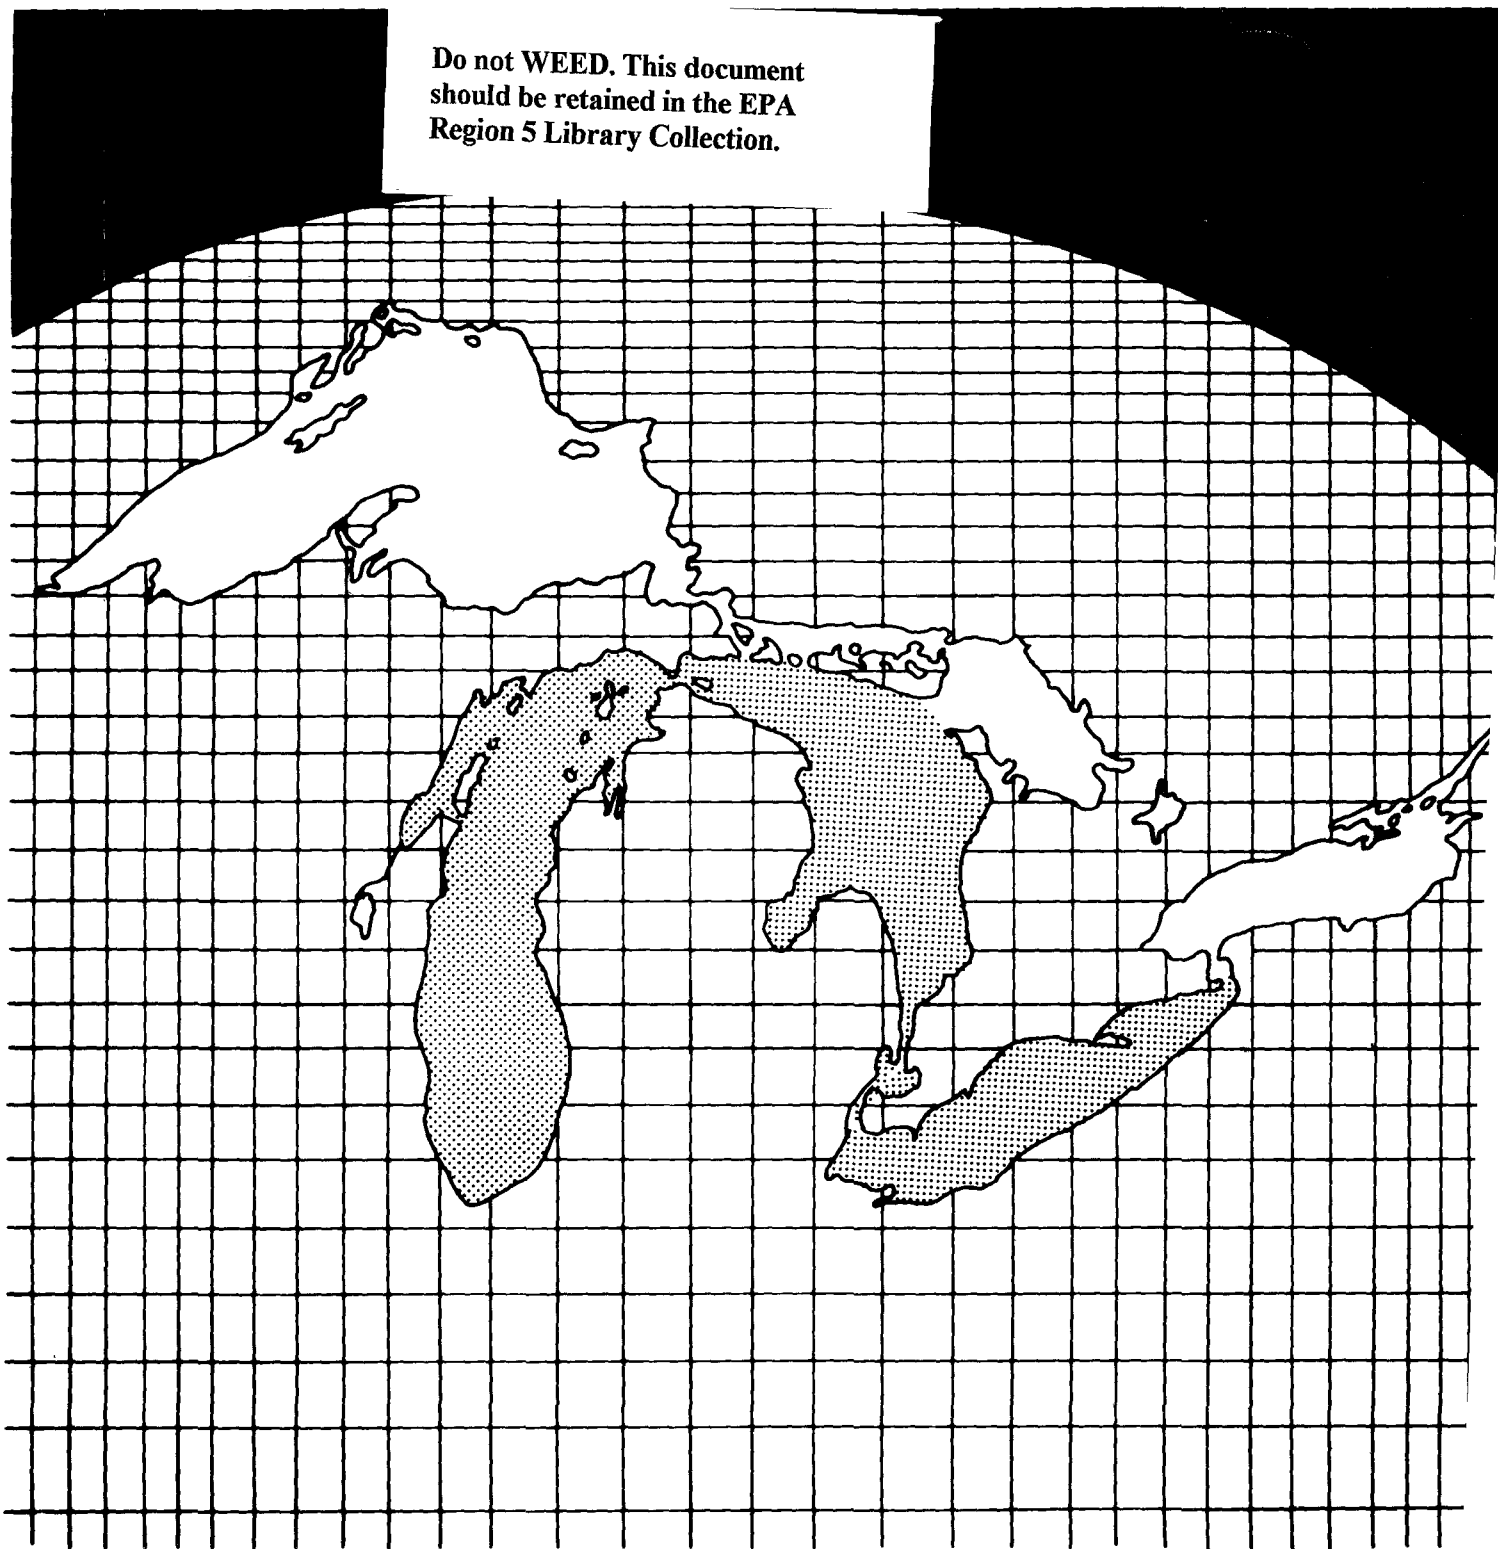 Do not WEED. This document
should be retained in the EPA
Region 5 Library Collection.